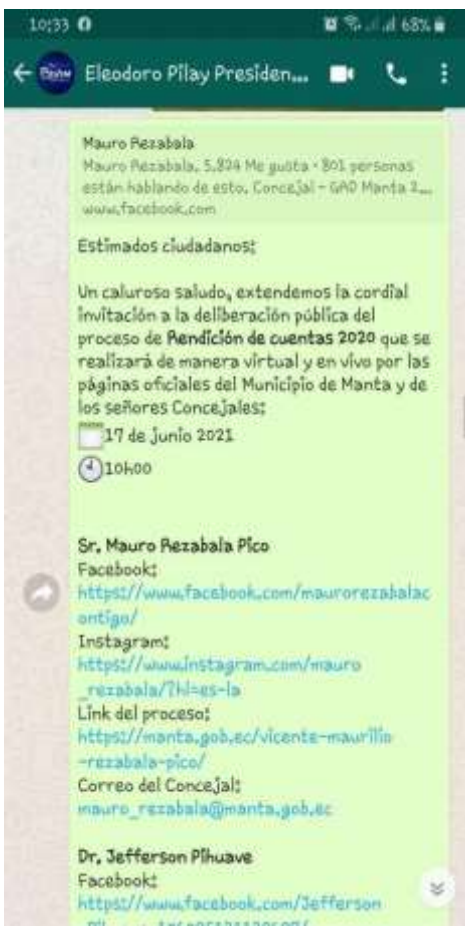 10:33
68%
Eleodoro Pilay Presiden...
Mauro Rezabala
Mauro Rezabala, 5,824 Me gusta · 801 personas
están hablando de esto, Concejal - GAD Manta 2...
www.facebook.com
Estimados ciudadanos:
Un caluroso saludo, extendemos la cordial
invitación a la deliberación pública del
proceso de Rendición de cuentas 2020 que se
realizará de manera virtual y en vivo por las
páginas oficiales del Municipio de Manta y de
los señores Concejales:
17 de junio 2021
10h00
Sr. Mauro Rezabala Pico
Facebook:
https://www.facebook.com/maurorezabalac
ontigo/
Instagram:
https://www.instagram.com/mauro
_rezabala/?hl=es-la
Link del proceso:
https://manta.gob.ec/vicente-maurilio
-rezabala-pico/
Correo del Concejal:
mauro_rezabala@manta.gob.ec
Dr. Jefferson Pihuave
Facebook:
https://www.facebook.com/Jefferson